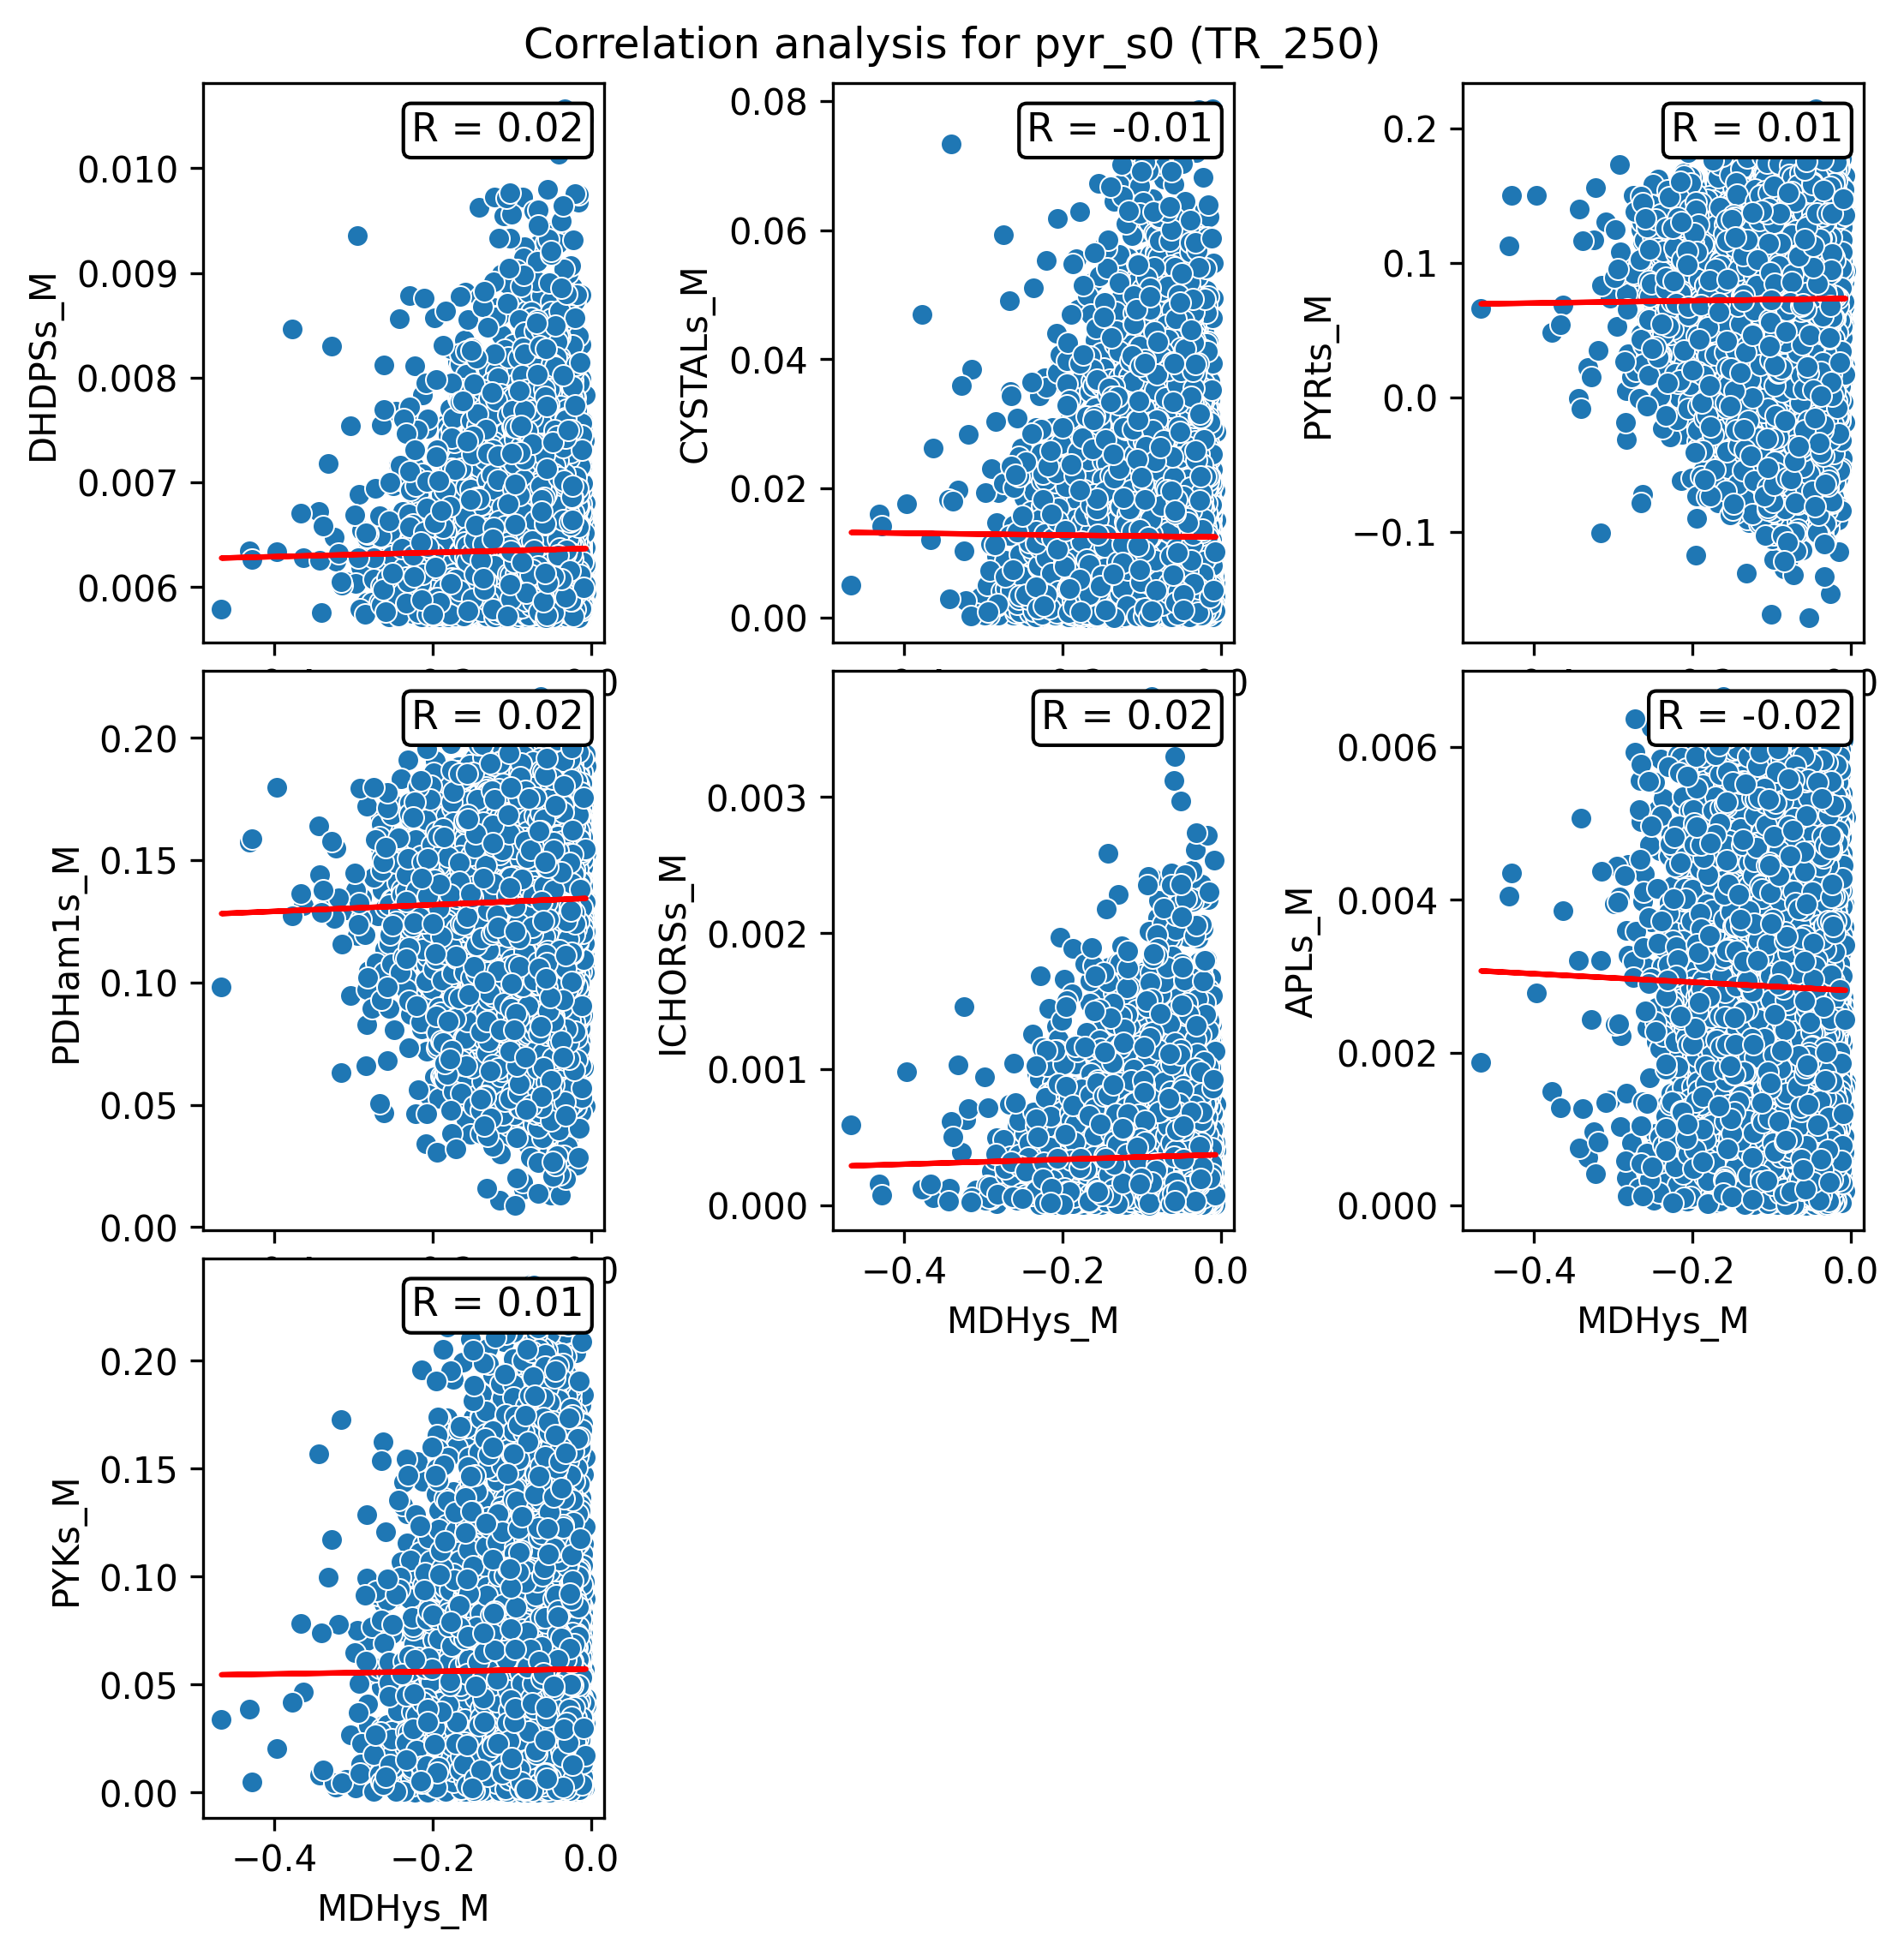 Correlation analysis for pyr_s0 (TR_250)
R = 0.02
0.010
0.009
0.008
0.007
0.006
DHDPSs_M
R = -0.01
0.08
0.06
0.04
0.02
0.00
CYSTALs_M
R = 0.01
0.2
0.1
0.0
−0.1
PYRts_M
R = 0.02
0.20
0.15
0.10
0.05
0.00
PDHam1s_M
R = 0.02
0.003
0.002
0.001
0.000
ICHORSs_M
−0.4 −0.2 0.0
MDHys_M
R = -0.02
0.006
0.004
0.002
0.000
APLs_M
−0.4 −0.2 0.0
MDHys_M
R = 0.01
0.20
0.15
0.10
0.05
0.00
PYKs_M
−0.4 −0.2 0.0
MDHys_M